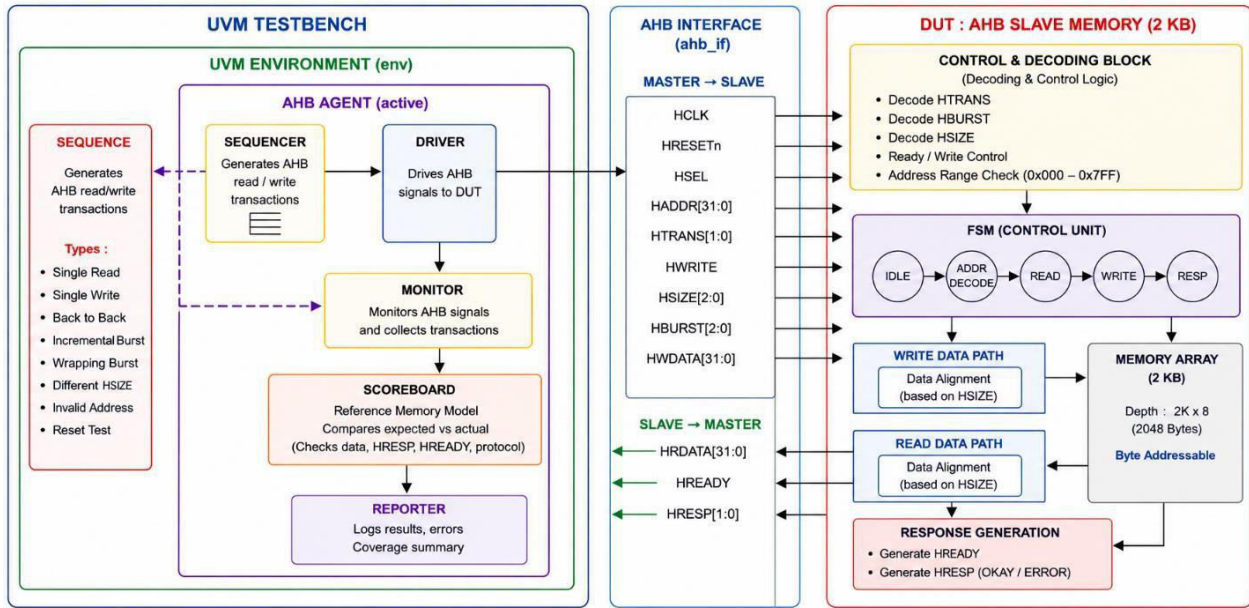 UVM TESTBENCH
UVM ENVIRONMENT (env)
AHB AGENT (active)
SEQUENCE
Generates
AHB read/write
transactions
Types :
• Single Read
• Single Write
• Back to Back
• Incremental Burst
• Wrapping Burst
• Different HSIZE
• Invalid Address
• Reset Test
SEQUENCER
Generates AHB
read / write
transactions
DRIVER
Drives AHB
signals to DUT
MONITOR
Monitors AHB signals
and collects transactions
SCOREBOARD
Reference Memory Model
Compares expected vs actual
(Checks data, HRESP, HREADY, protocol)
REPORTER
Logs results, errors
Coverage summary
AHB INTERFACE
(ahb_if)
MASTER → SLAVE
HCLK
HRESETn
HSEL
HADDR[31:0]
HTRANS[1:0]
HWRITE
HSIZE[2:0]
HBURST[2:0]
HWDATA[31:0]
SLAVE → MASTER
HRDATA[31:0]
HREADY
HRESP[1:0]
DUT : AHB SLAVE MEMORY (2 KB)
CONTROL & DECODING BLOCK
(Decoding & Control Logic)
• Decode HTRANS
• Decode HBURST
• Decode HSIZE
• Ready / Write Control
• Address Range Check (0x000 – 0x7FF)
FSM (CONTROL UNIT)
IDLE
ADDR
DECODE
READ
WRITE
RESP
WRITE DATA PATH
Data Alignment
(based on HSIZE)
READ DATA PATH
Data Alignment
(based on HSIZE)
MEMORY ARRAY
(2 KB)
Depth : 2K x 8
(2048 Bytes)
Byte Addressable
RESPONSE GENERATION
• Generate HREADY
• Generate HRESP (OKAY / ERROR)